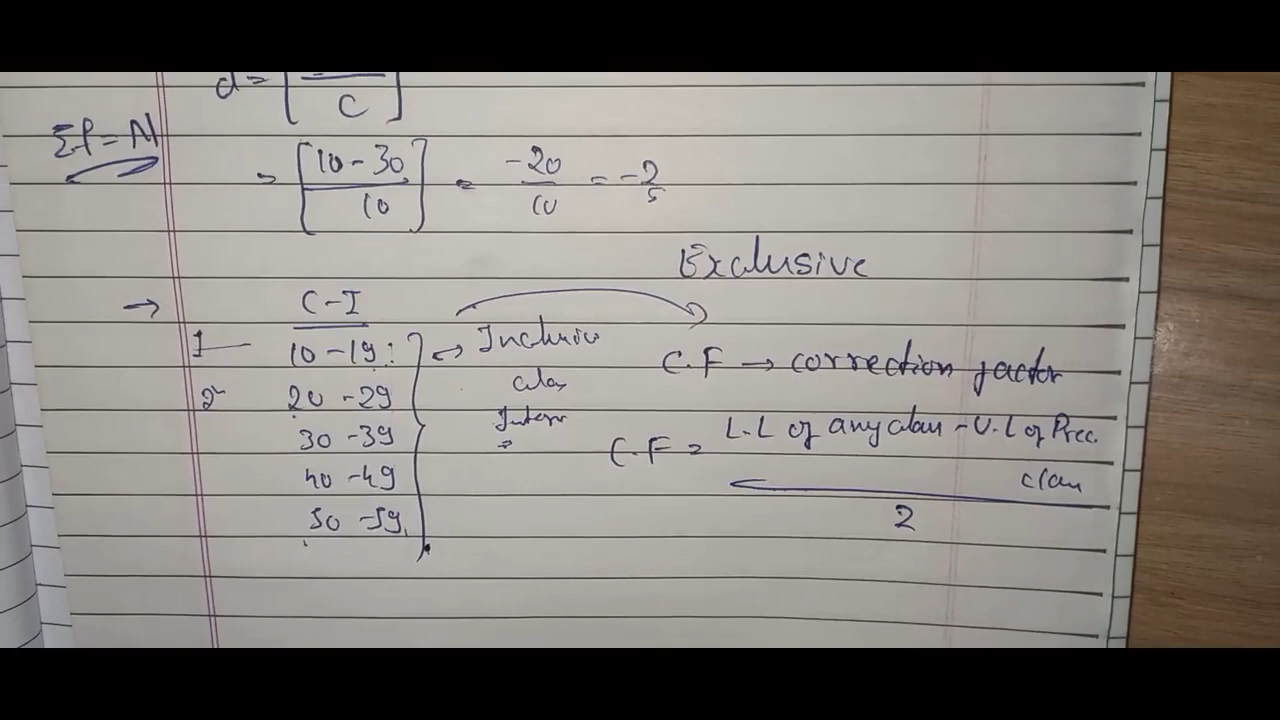 d = [ / C ]
Σf = N
= [10 - 30 / 10] = -20 / 10 = -2
Exclusive
→ C-I
1 10-19 Inclusive
C.F → correction factor
2 20-29 class
30-39
C.F = L.L of any class - U.L of Prec. class / 2
40-49
50-59